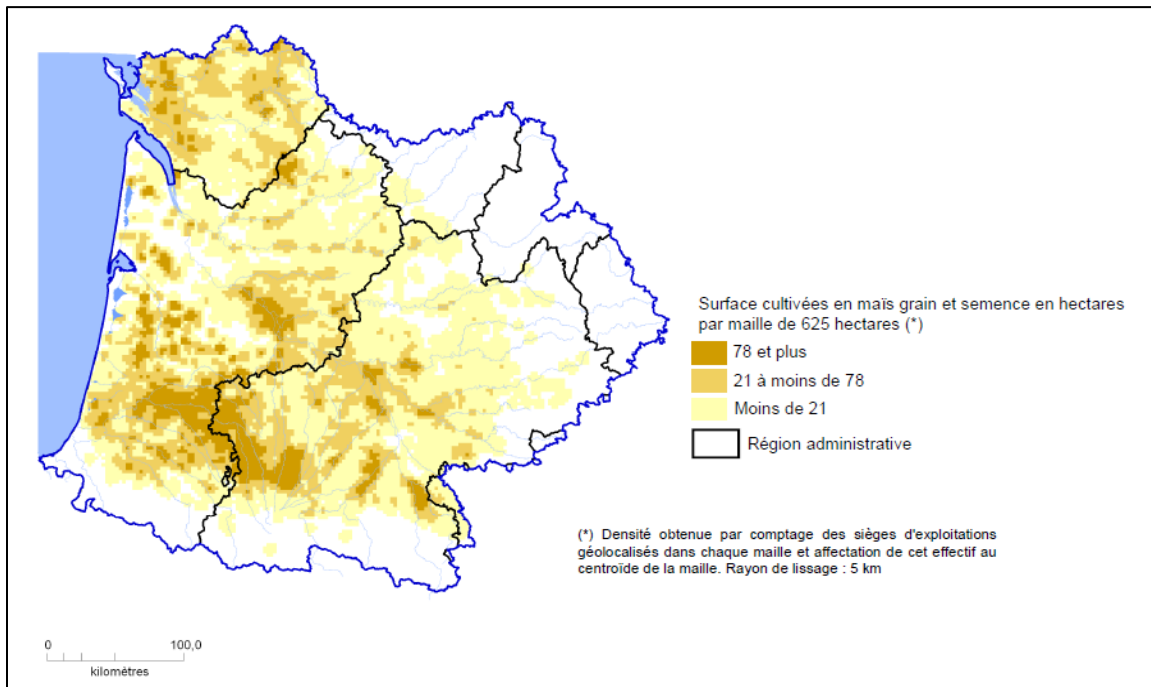 Surface cultivées en maïs grain et semence en hectares
par maille de 625 hectares (*)
78 et plus
21 à moins de 78
Moins de 21
Région administrative
(*) Densité obtenue par comptage des sièges d'exploitations
géolocalisés dans chaque maille et affectation de cet effectif au
centroïde de la maille. Rayon de lissage : 5 km
0 100,0
kilomètres